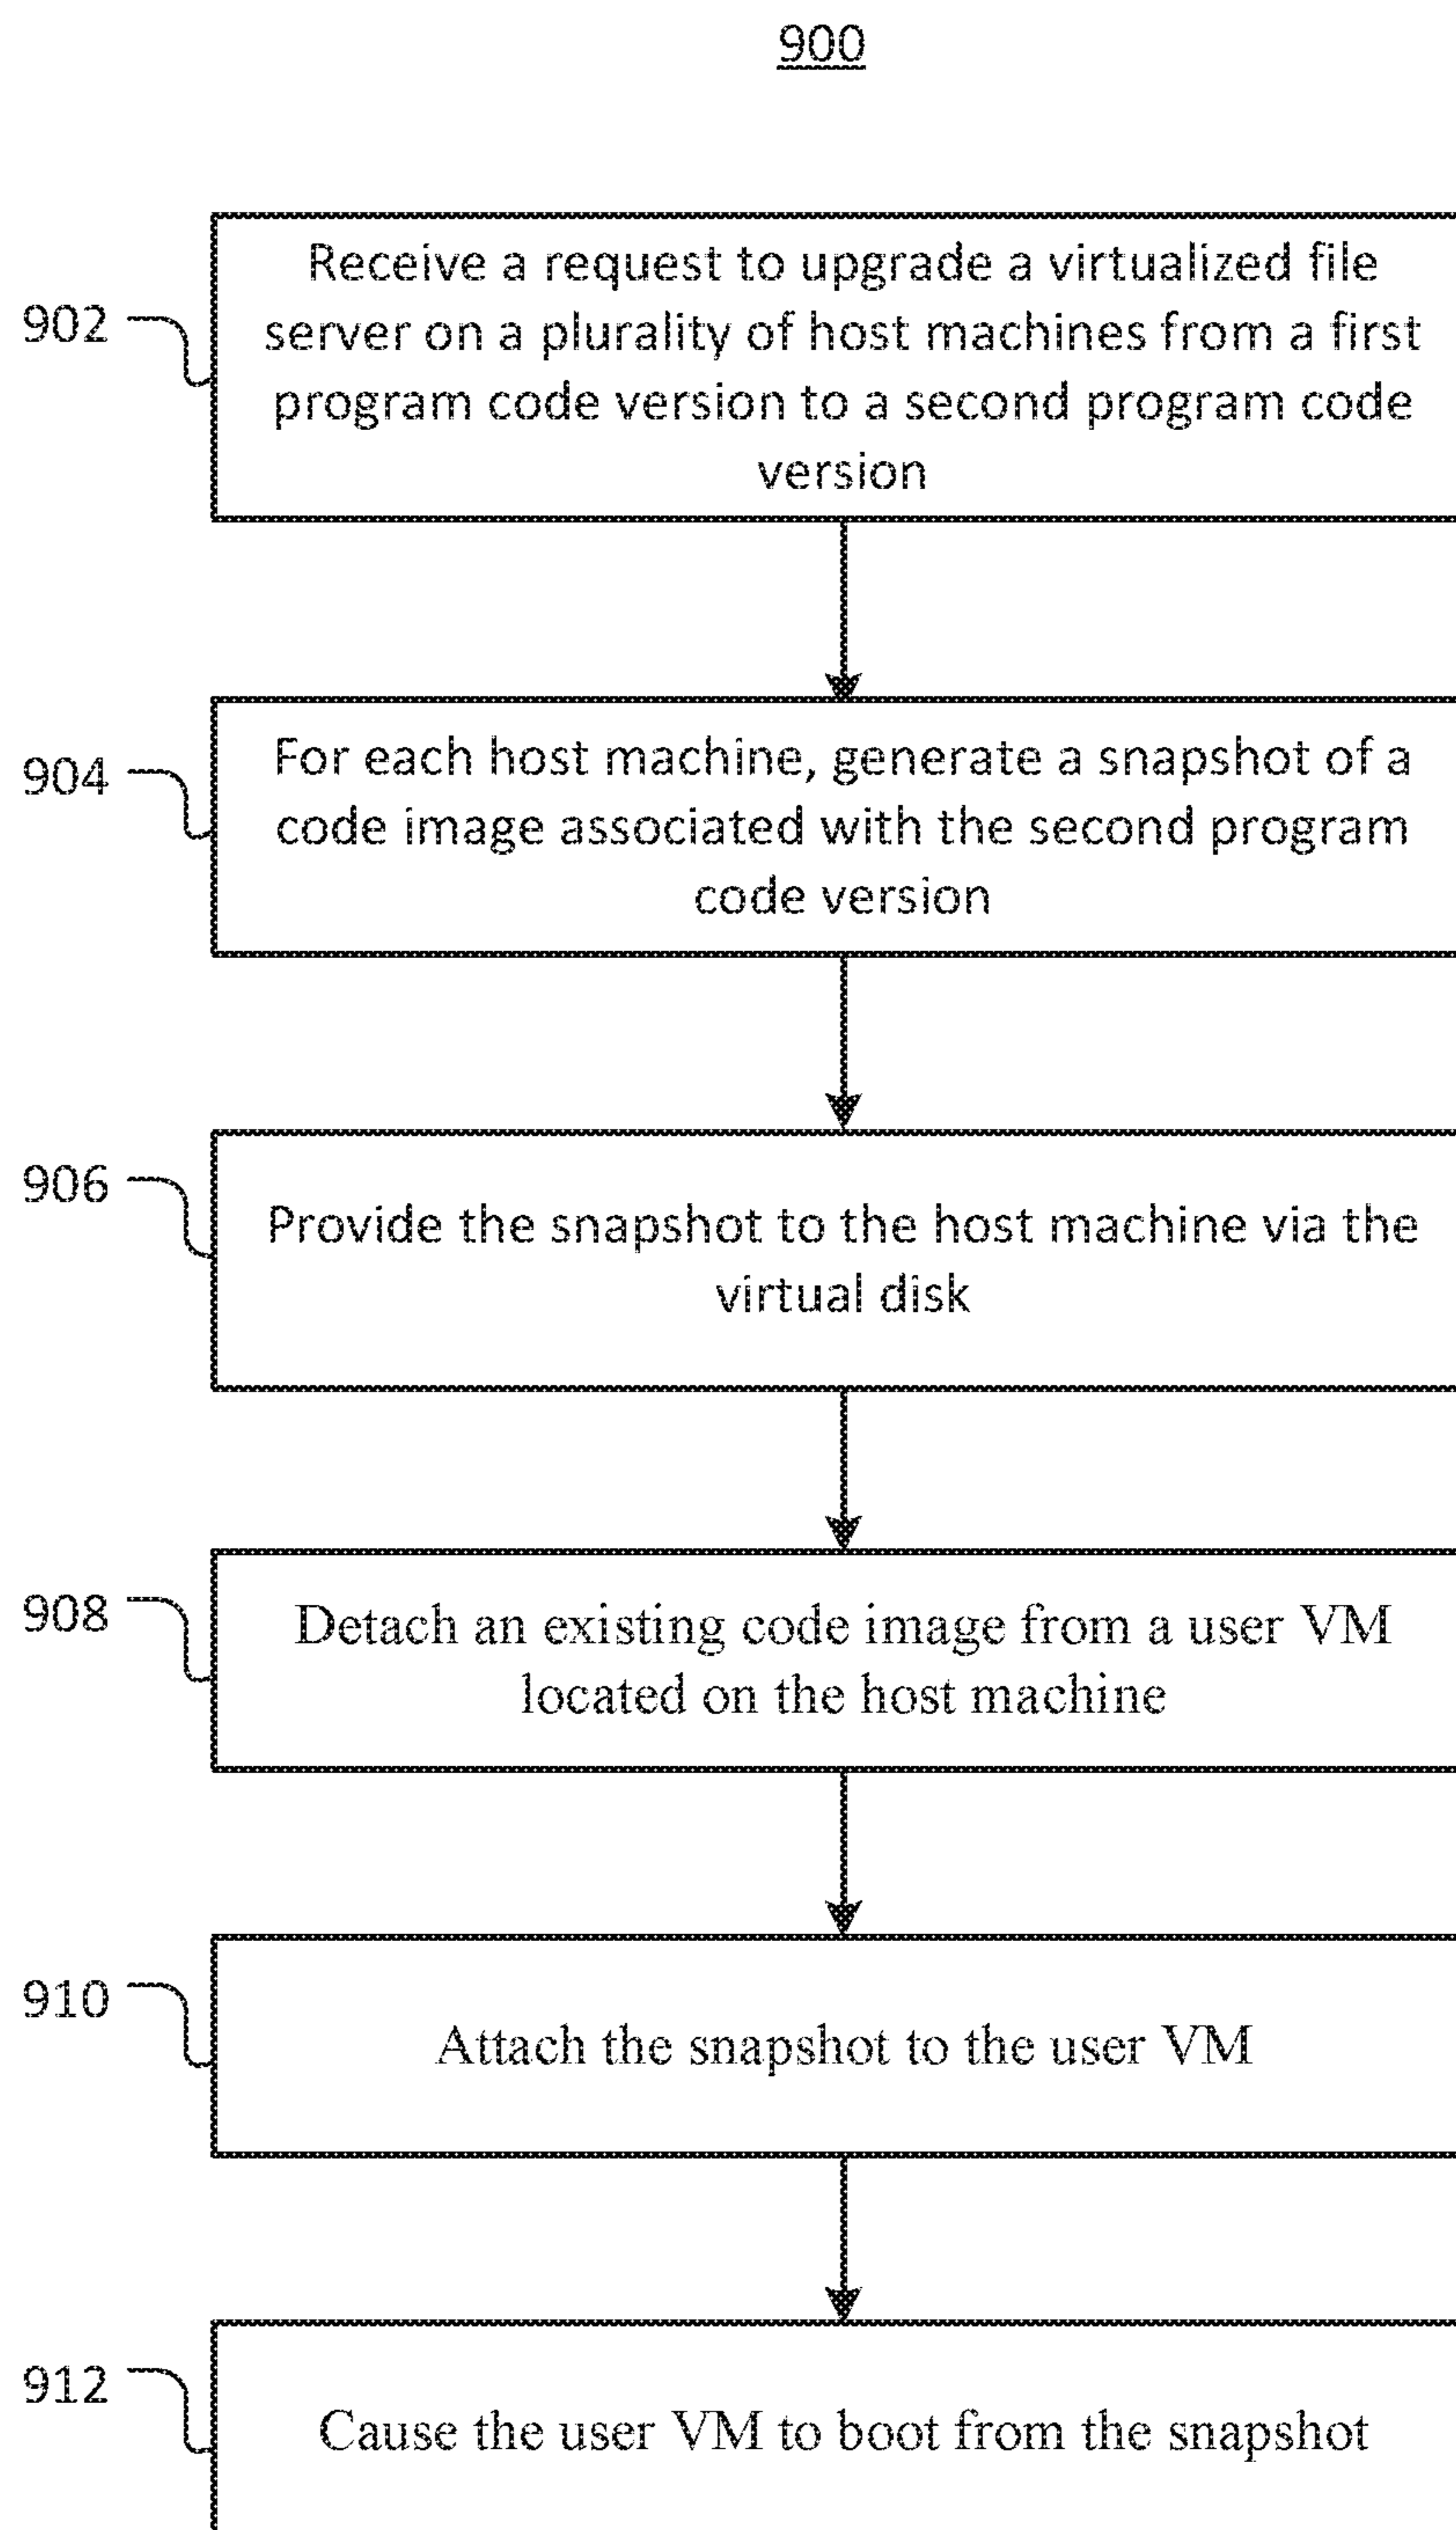 900
902
Receive a request to upgrade a virtualized file
server on a plurality of host machines from a first
program code version to a second program code
version
904
For each host machine, generate a snapshot of a
code image associated with the second program
code version
906
Provide the snapshot to the host machine via the
virtual disk
908
Detach an existing code image from a user VM
located on the host machine
910
Attach the snapshot to the user VM
912
Cause the user VM to boot from the snapshot